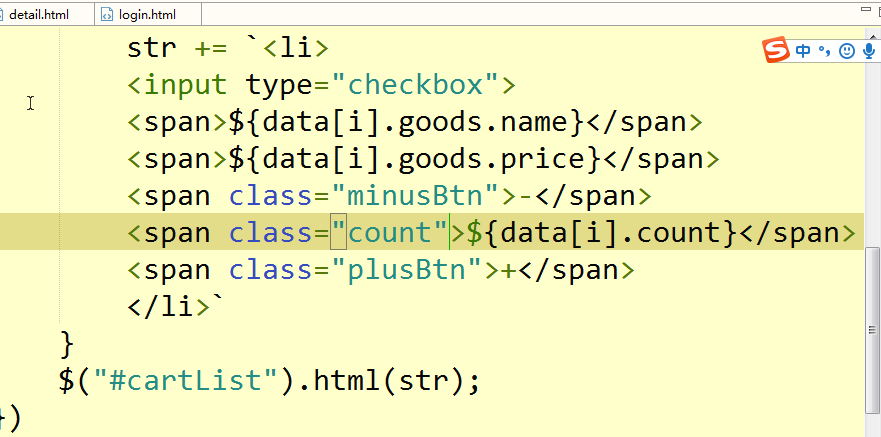 detail.html
login.html
中
str += `<li>
<input type="checkbox">
<span>${data[i].goods.name}</span>
<span>${data[i].goods.price}</span>
<span class="minusBtn">-</span>
<span class="count">${data[i].count}</span>
<span class="plusBtn">+</span>
</li>`
}
$("#cartList").html(str);
})